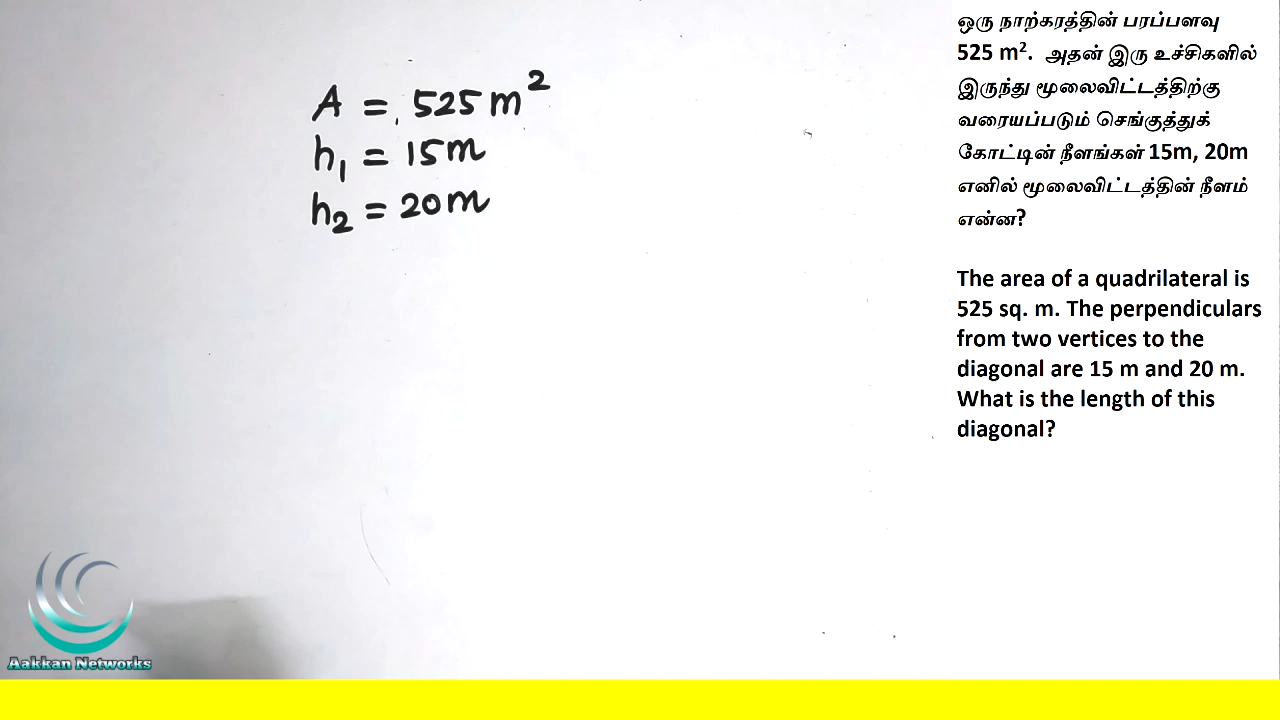 A = 525 m²
h₁ = 15m
h₂ = 20m
ஒரு நாற்கரத்தின் பரப்பளவு
525 m². அதன் இரு உச்சிகளில்
இருந்து மூலைவிட்டத்திற்கு
வரையப்படும் செங்குத்துக்
கோட்டின் நீளங்கள் 15m, 20m
எனில் மூலைவிட்டத்தின் நீளம்
என்ன?
The area of a quadrilateral is
525 sq. m. The perpendiculars
from two vertices to the
diagonal are 15 m and 20 m.
What is the length of this
diagonal?
Aakkan Networks